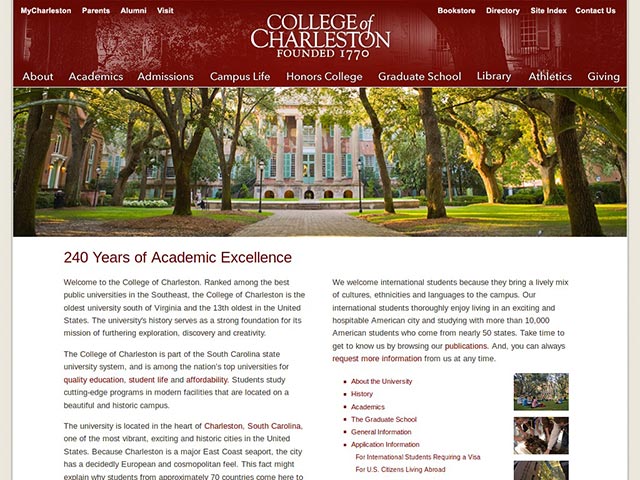 MyCharleston Parents Alumni Visit
Bookstore Directory Site Index Contact Us
COLLEGE of
CHARLESTON
FOUNDED 1770
About Academics Admissions Campus Life Honors College Graduate School Library Athletics Giving
240 Years of Academic Excellence
Welcome to the College of Charleston. Ranked among the best
public universities in the Southeast, the College of Charleston is the
oldest university south of Virginia and the 13th oldest in the United
States. The university's history serves as a strong foundation for its
mission of furthering exploration, discovery and creativity.
The College of Charleston is part of the South Carolina state
university system, and is among the nation's top universities for
quality education, student life and affordability. Students study
cutting-edge programs in modern facilities that are located on a
beautiful and historic campus.
The university is located in the heart of Charleston, South Carolina,
one of the most vibrant, exciting and historic cities in the United
States. Because Charleston is a major East Coast seaport, the city
has a decidedly European and cosmopolitan feel. This fact might
explain why students from approximately 70 countries come here to
We welcome international students because they bring a lively mix
of cultures, ethnicities and languages to the campus. Our
international students thoroughly enjoy living in an exciting and
hospitable American city and studying with more than 10,000
American students who come from nearly 50 states. Take time to
get to know us by browsing our publications. And, you can always
request more information from us at any time.
About the University
History
Academics
The Graduate School
General Information
Application Information
For International Students Requiring a Visa
For U.S. Citizens Living Abroad